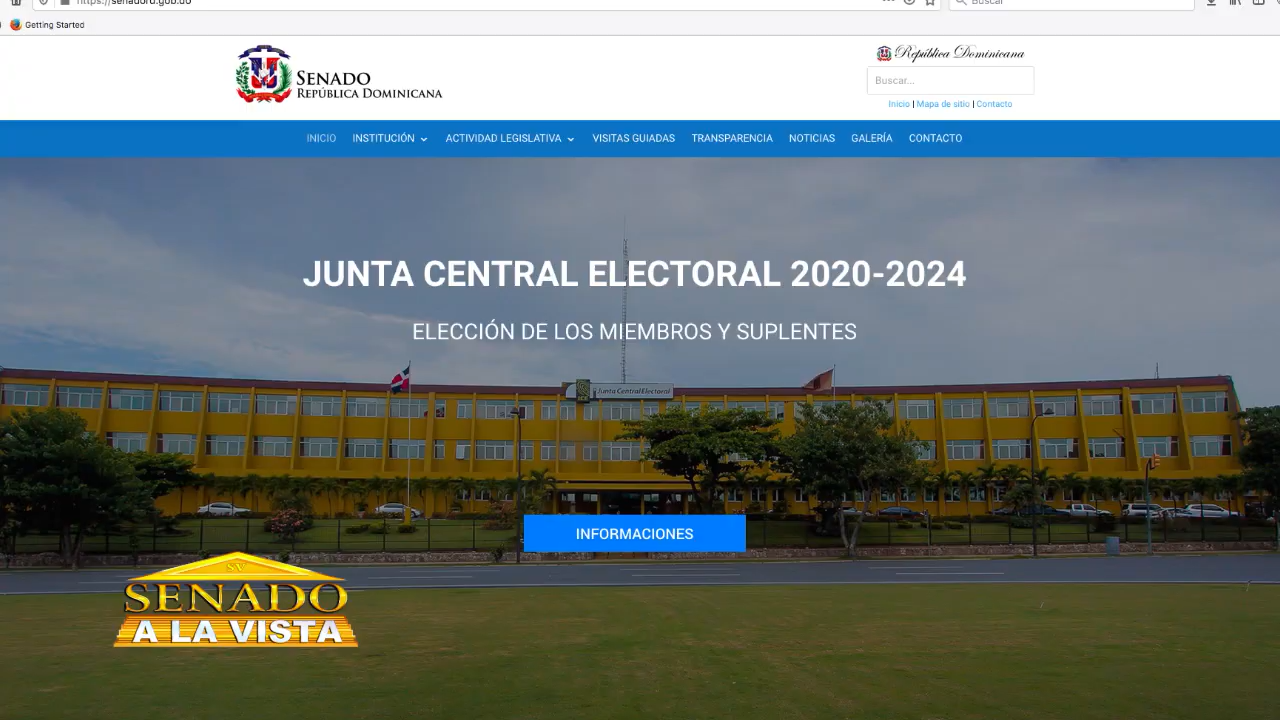 https://senadord.gob.do
Buscar
Getting Started
SENADO
REPÚBLICA DOMINICANA
República Dominicana
Buscar...
Inicio | Mapa de sitio | Contacto
INICIO INSTITUCIÓN ACTIVIDAD LEGISLATIVA VISITAS GUIADAS TRANSPARENCIA NOTICIAS GALERÍA CONTACTO
JUNTA CENTRAL ELECTORAL 2020-2024
ELECCIÓN DE LOS MIEMBROS Y SUPLENTES
Junta Central Electoral
INFORMACIONES
SV
SENADO
A LA VISTA